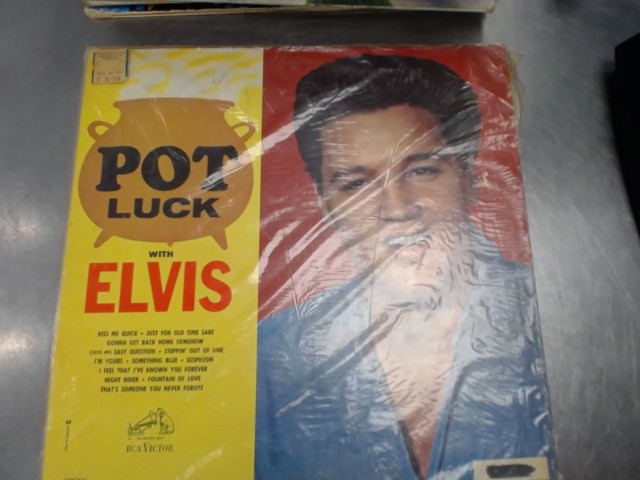 POT
LUCK
WITH
ELVIS
KISS ME QUICK • JUST FOR OLD TIME SAKE
GONNA GET BACK HOME SOMEHOW
(SUCH AN) EASY QUESTION • STEPPIN' OUT OF LINE
I'M YOURS • SOMETHING BLUE • SUSPICION
I FEEL THAT I'VE KNOWN YOU FOREVER
NIGHT RIDER • FOUNTAIN OF LOVE
THAT'S SOMEONE YOU NEVER FORGET
RCA VICTOR